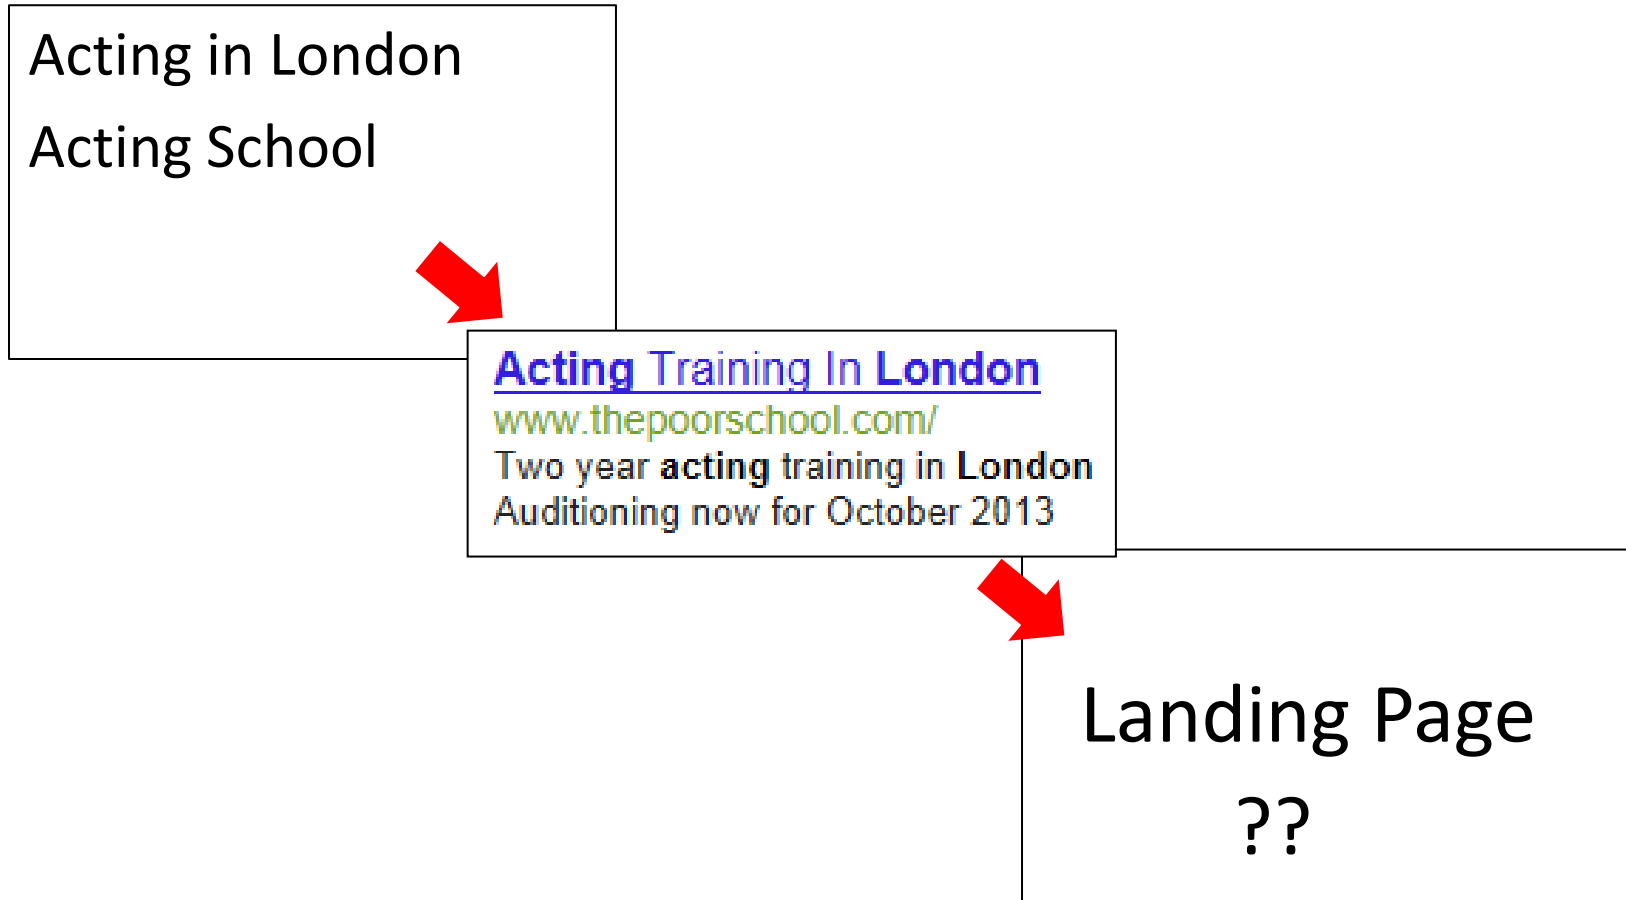 Acting in London
Acting School
Acting Training In London
www.thepoorschool.com/
Two year acting training in London
Auditioning now for October 2013
Landing Page
??